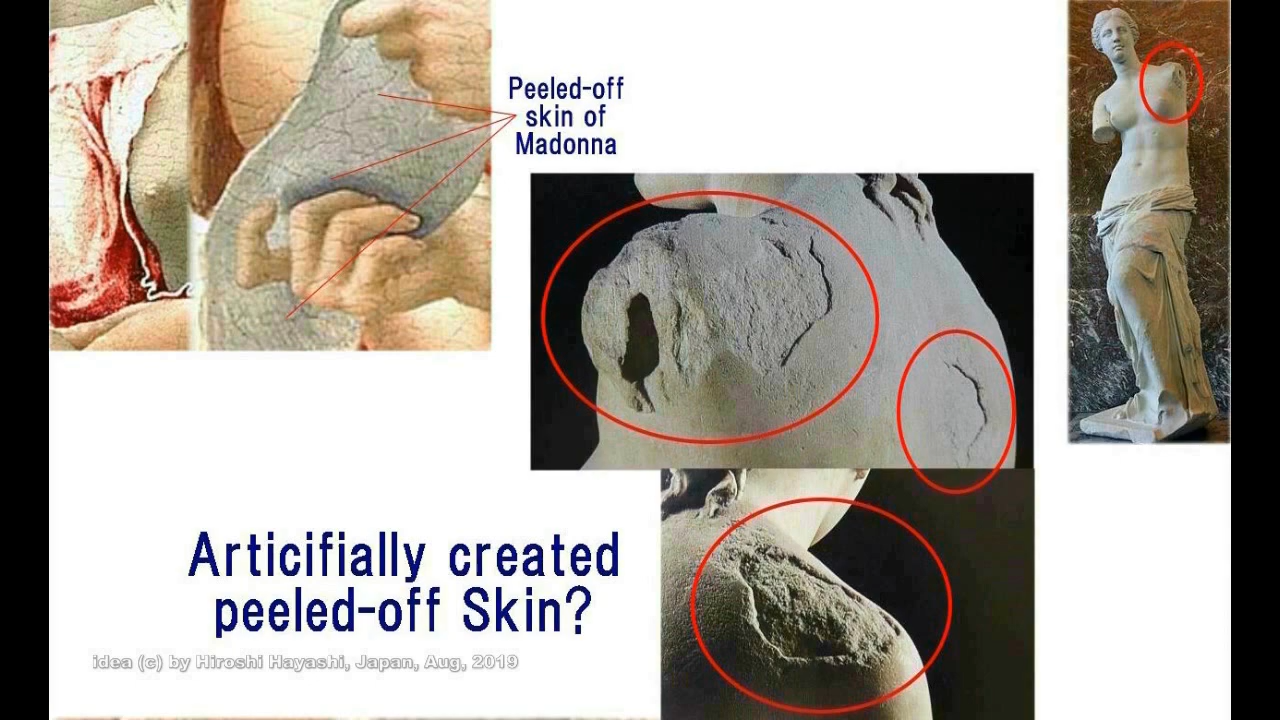 Peeled-off
skin of
Madonna
Articifially created
peeled-off Skin?
idea (c) by Hiroshi Hayashi, Japan, Aug, 2019